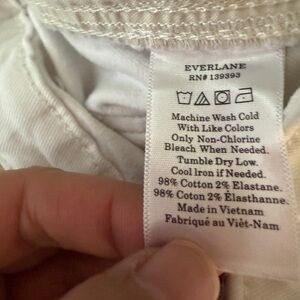 EVERLANE
RN# 139393
Machine Wash Cold
With Like Colors
Only Non-Chlorine
Bleach When Needed.
Tumble Dry Low.
Cool Iron if Needed.
98% Cotton 2% Elastane.
98% Coton 2% Élasthanne.
Made in Vietnam
Fabriqué au Viêt-Nam